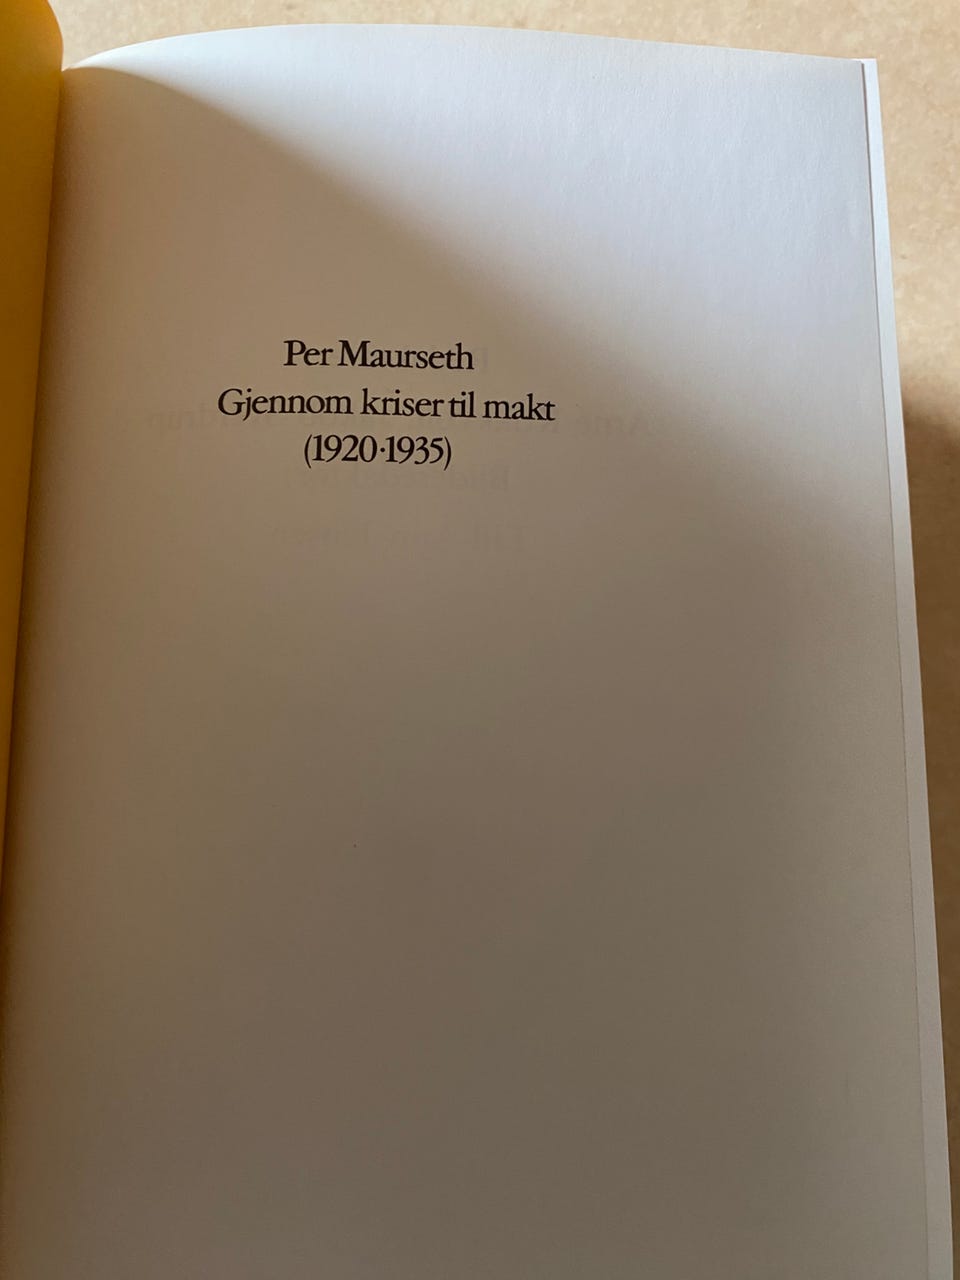 Per Maurseth
Gjennom kriser til makt
(1920·1935)